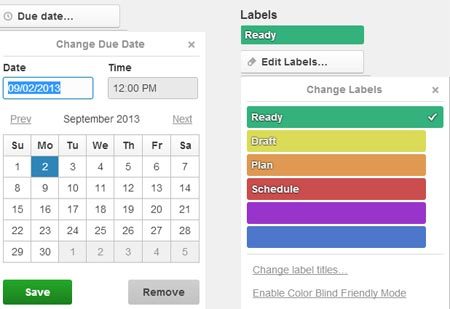 Due date…
Change Due Date ×
Date Time
09/02/2013 12:00 PM
Prev September 2013 Next
Su Mo Tu We Th Fr Sa
1 2 3 4 5 6 7
8 9 10 11 12 13 14
15 16 17 18 19 20 21
22 23 24 25 26 27 28
29 30 1 2 3 4 5
Save Remove
Labels
Ready
Edit Labels…
Change Labels ×
Ready
Draft
Plan
Schedule
Change label titles…
Enable Color Blind Friendly Mode